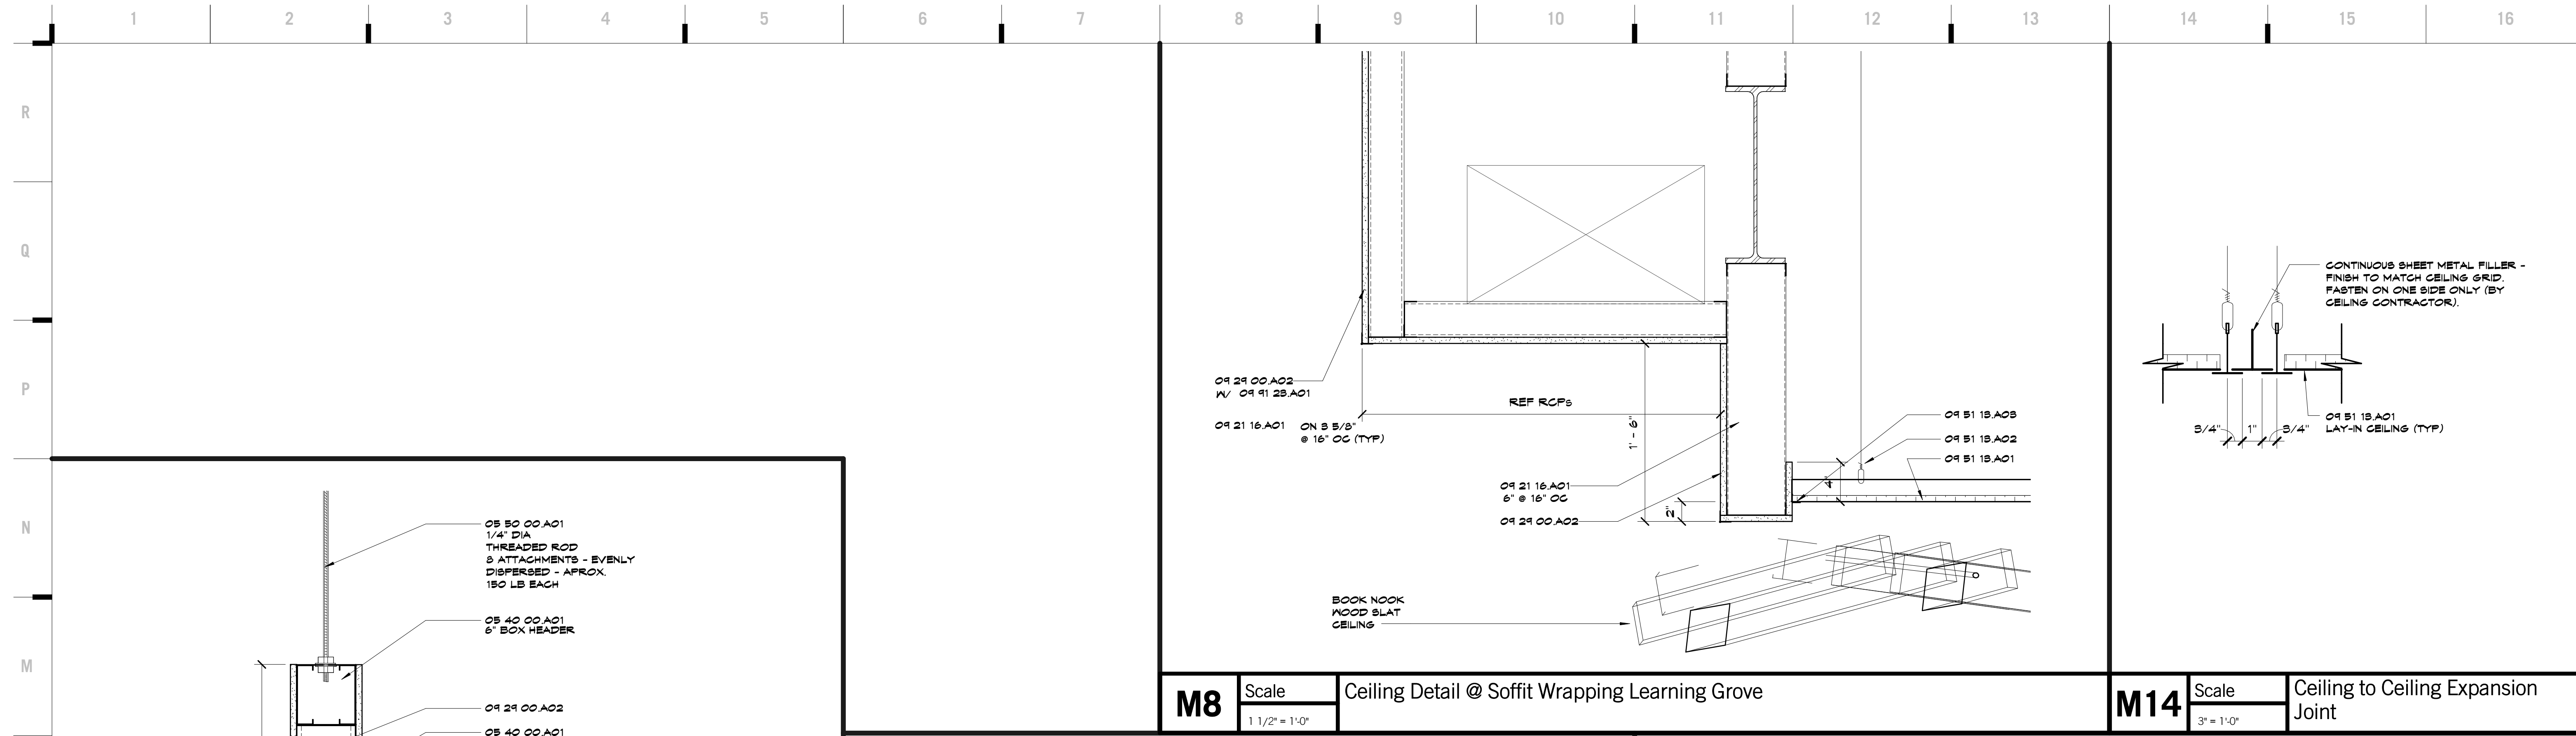 1 2 3 4 5 6 7 8 9 10 11 12 13 14 15 16
R
Q
P
N
M
05 50 00.A01
1/4" DIA
THREADED ROD
8 ATTACHMENTS - EVENLY
DISPERSED - APROX.
150 LB EACH
05 40 00.A01
6" BOX HEADER
09 29 00.A02
05 40 00.A01
09 29 00.A02
W/ 09 91 23.A01
09 21 16.A01 ON 3 5/8"
@ 16" OC (TYP)
REF RCPs
1' - 6"
09 21 16.A01
6" @ 16" OC
09 29 00.A02
2"
4"
09 51 13.A03
09 51 13.A02
09 51 13.A01
BOOK NOOK
WOOD SLAT
CEILING
M8
Scale
1 1/2" = 1'-0"
Ceiling Detail @ Soffit Wrapping Learning Grove
CONTINUOUS SHEET METAL FILLER -
FINISH TO MATCH CEILING GRID.
FASTEN ON ONE SIDE ONLY (BY
CEILING CONTRACTOR).
09 51 13.A01
LAY-IN CEILING (TYP)
3/4" 1" 3/4"
M14
Scale
3" = 1'-0"
Ceiling to Ceiling Expansion
Joint